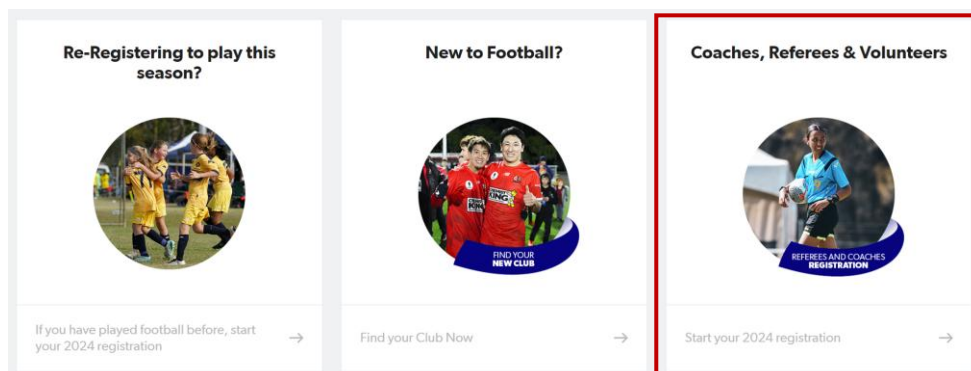 Re-Registering to play this
season?
If you have played football before, start
your 2024 registration
New to Football?
KING
FIND YOUR
NEW CLUB
Find your Club Now
Coaches, Referees & Volunteers
REFEREES AND COACHES
REGISTRATION
Start your 2024 registration